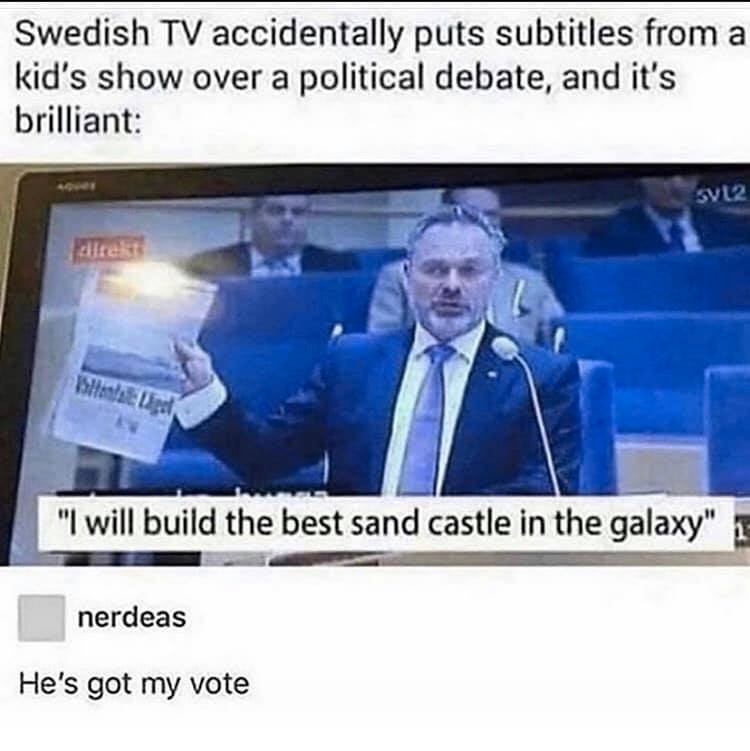 Swedish TV accidentally puts subtitles from a
kid's show over a political debate, and it's
brilliant:
direkt
"I will build the best sand castle in the galaxy"
nerdeas
He's got my vote